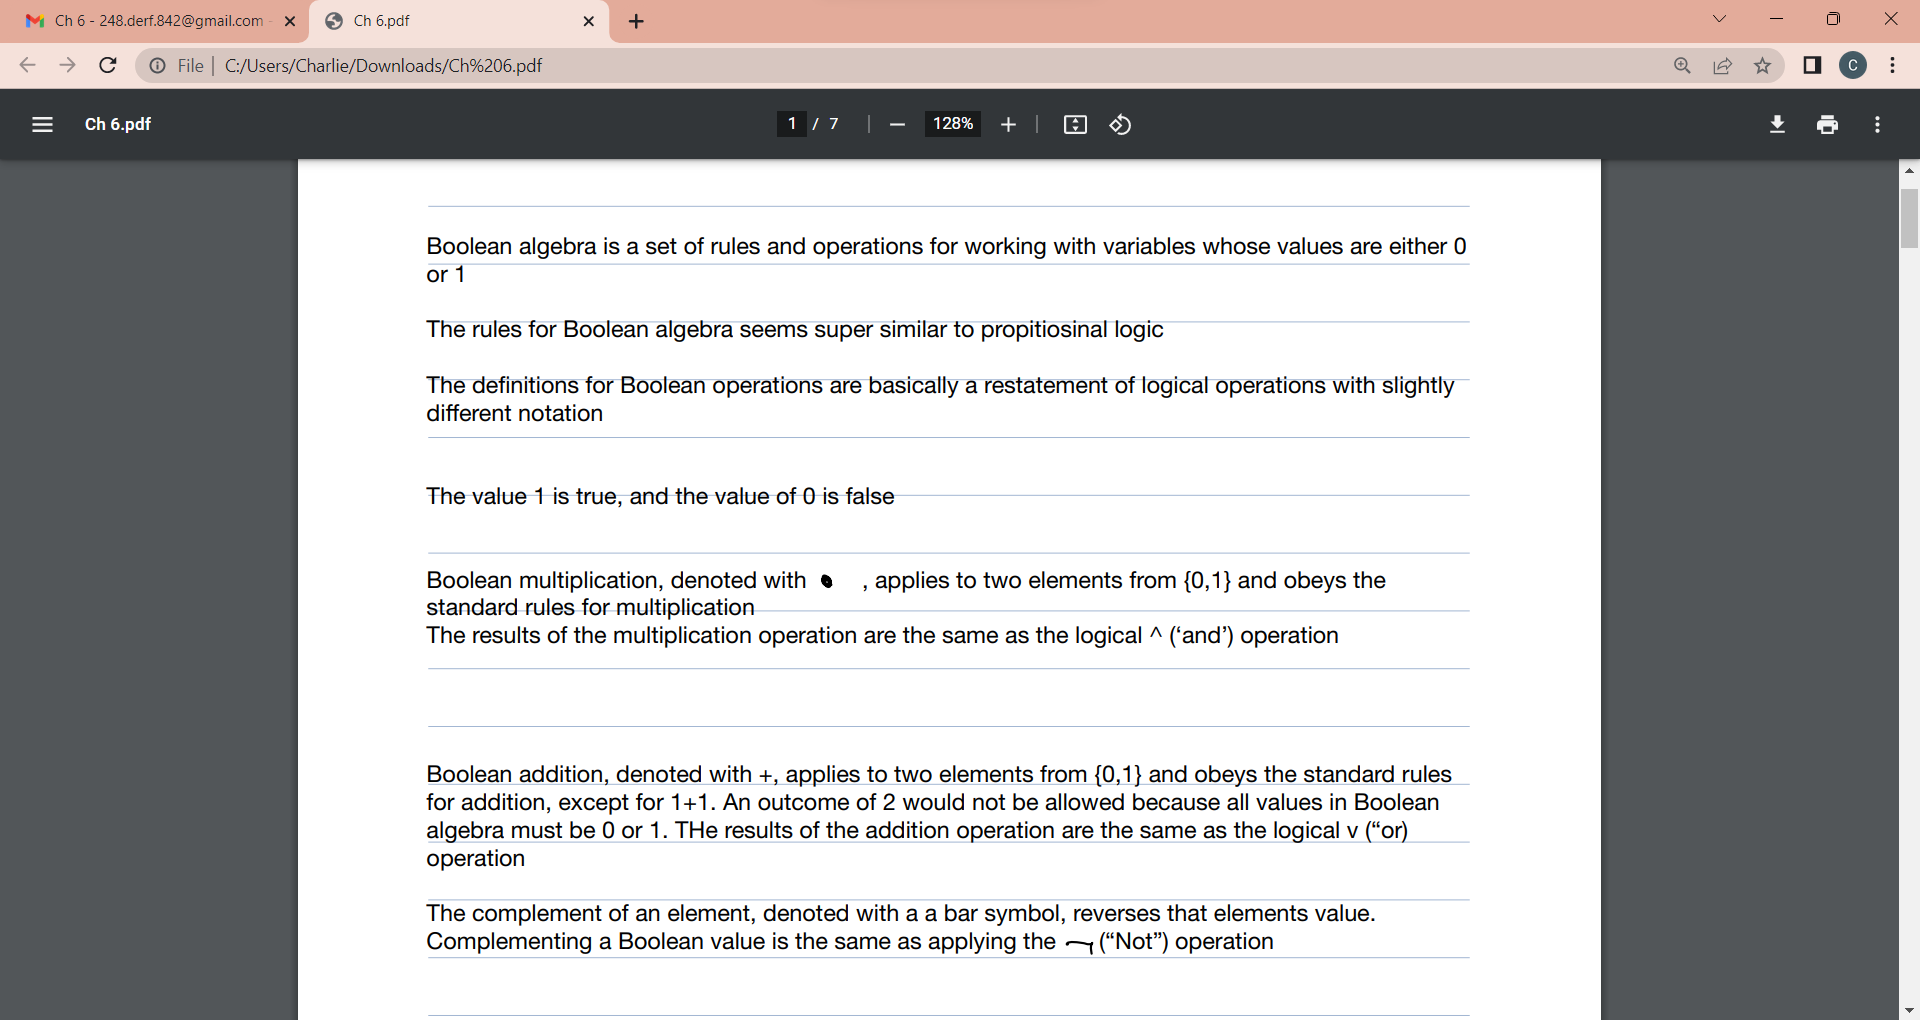 Ch 6 - 248.derf.842@gmail.com -
Ch 6.pdf
File | C:/Users/Charlie/Downloads/Ch%206.pdf
C
Ch 6.pdf
1 / 7
128%
Boolean algebra is a set of rules and operations for working with variables whose values are either 0
or 1
The rules for Boolean algebra seems super similar to propitiosinal logic
The definitions for Boolean operations are basically a restatement of logical operations with slightly
different notation
The value 1 is true, and the value of 0 is false
Boolean multiplication, denoted with • , applies to two elements from {0,1} and obeys the
standard rules for multiplication
The results of the multiplication operation are the same as the logical ^ (‘and’) operation
Boolean addition, denoted with +, applies to two elements from {0,1} and obeys the standard rules
for addition, except for 1+1. An outcome of 2 would not be allowed because all values in Boolean
algebra must be 0 or 1. THe results of the addition operation are the same as the logical v (“or)
operation
The complement of an element, denoted with a a bar symbol, reverses that elements value.
Complementing a Boolean value is the same as applying the ¬ (“Not”) operation